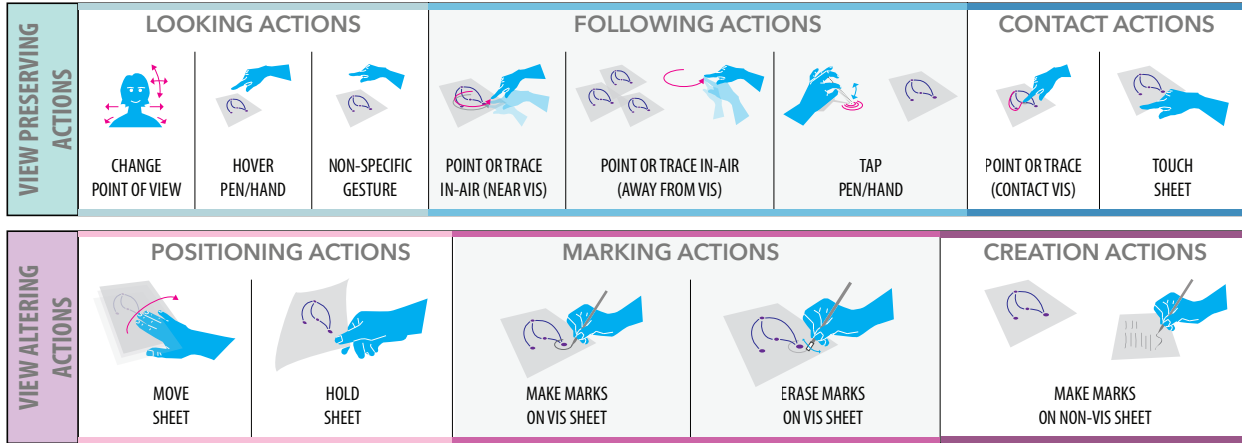 VIEW PRESERVING
ACTIONS
LOOKING ACTIONS
CHANGE
POINT OF VIEW
HOVER
PEN/HAND
NON-SPECIFIC
GESTURE
FOLLOWING ACTIONS
POINT OR TRACE
IN-AIR (NEAR VIS)
POINT OR TRACE IN-AIR
(AWAY FROM VIS)
TAP
PEN/HAND
CONTACT ACTIONS
POINT OR TRACE
(CONTACT VIS)
TOUCH
SHEET
VIEW ALTERING
ACTIONS
POSITIONING ACTIONS
MOVE
SHEET
HOLD
SHEET
MARKING ACTIONS
MAKE MARKS
ON VIS SHEET
ERASE MARKS
ON VIS SHEET
CREATION ACTIONS
MAKE MARKS
ON NON-VIS SHEET